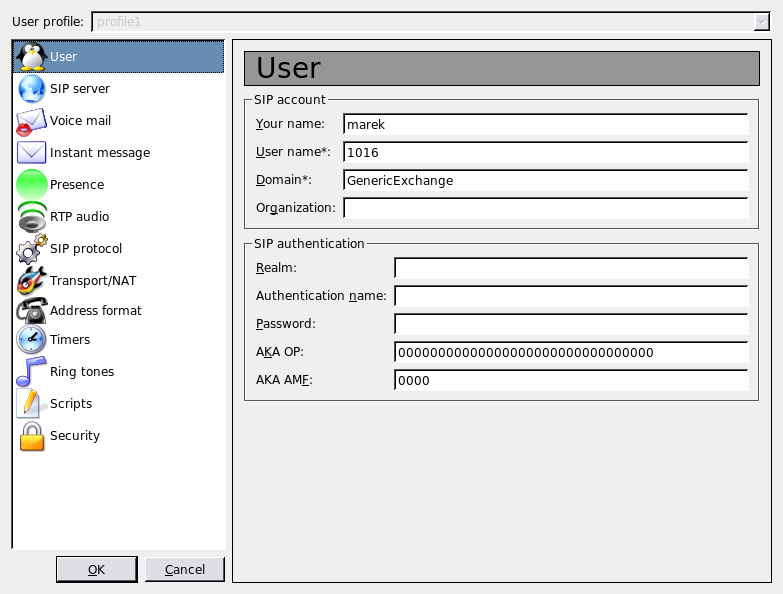 User profile: profile1
User
SIP server
Voice mail
Instant message
Presence
RTP audio
SIP protocol
Transport/NAT
Address format
Timers
Ring tones
Scripts
Security
OK
Cancel
User
SIP account
Your name: marek
User name*: 1016
Domain*: GenericExchange
Organization:
SIP authentication
Realm:
Authentication name:
Password:
AKA OP: 00000000000000000000000000000000
AKA AMF: 0000